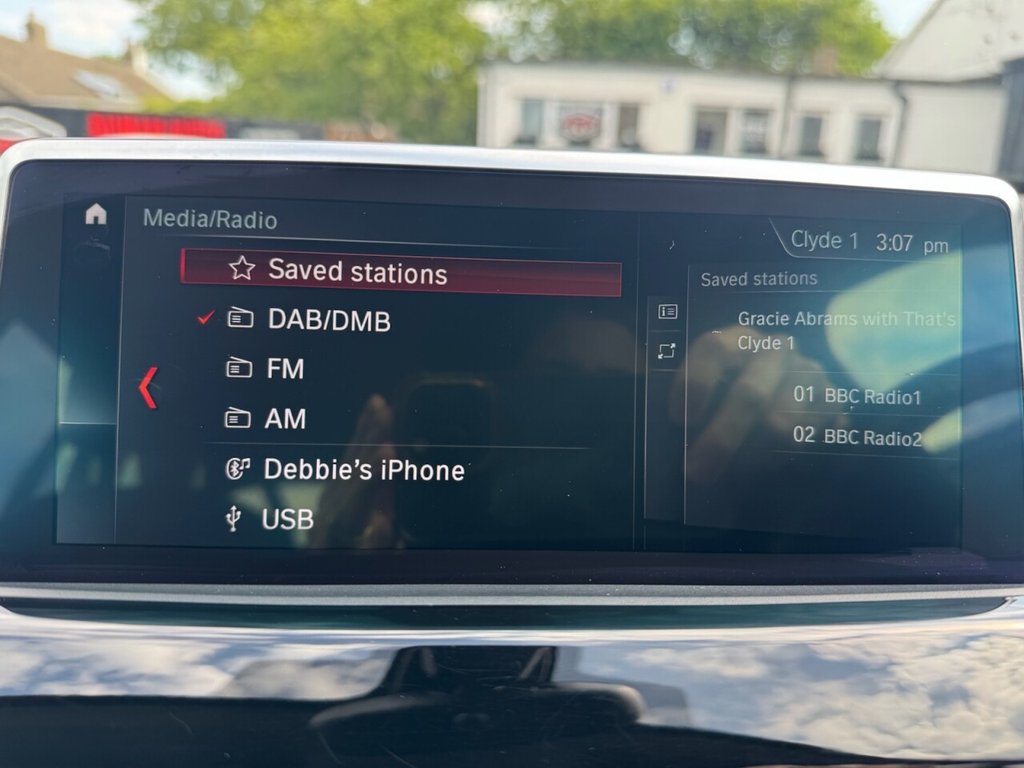 Media/Radio
Clyde 1 3:07 pm
Saved stations
DAB/DMB
FM
AM
Debbie's iPhone
USB
Saved stations
Gracie Abrams with That's
Clyde 1
01 BBC Radio1
02 BBC Radio2